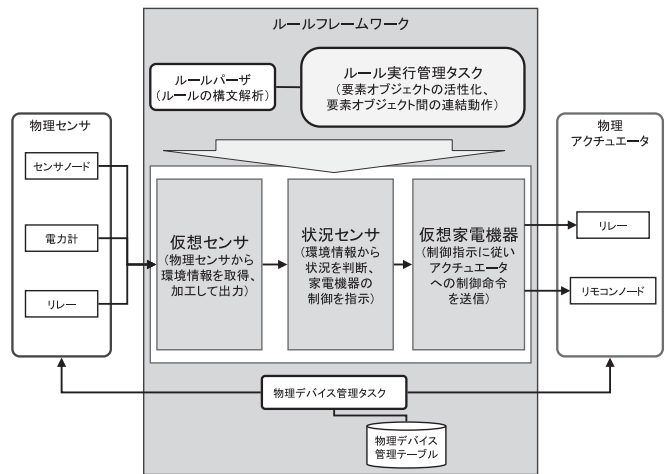 ルールフレームワーク
ルールパーザ
(ルールの構文解析)
ルール実行管理タスク
(要素オブジェクトの活性化、
要素オブジェクト間の連結動作)
物理センサ
センサノード
電力計
リレー
仮想センサ
(物理センサから
環境情報を取得、
加工して出力)
状況センサ
(環境情報から
状況を判断、
家電機器の
制御を指示)
仮想家電機器
(制御指示に従い
アクチュエータ
への制御命令
を送信)
物理
アクチュエータ
リレー
リモコンノード
物理デバイス管理タスク
物理デバイス
管理テーブル